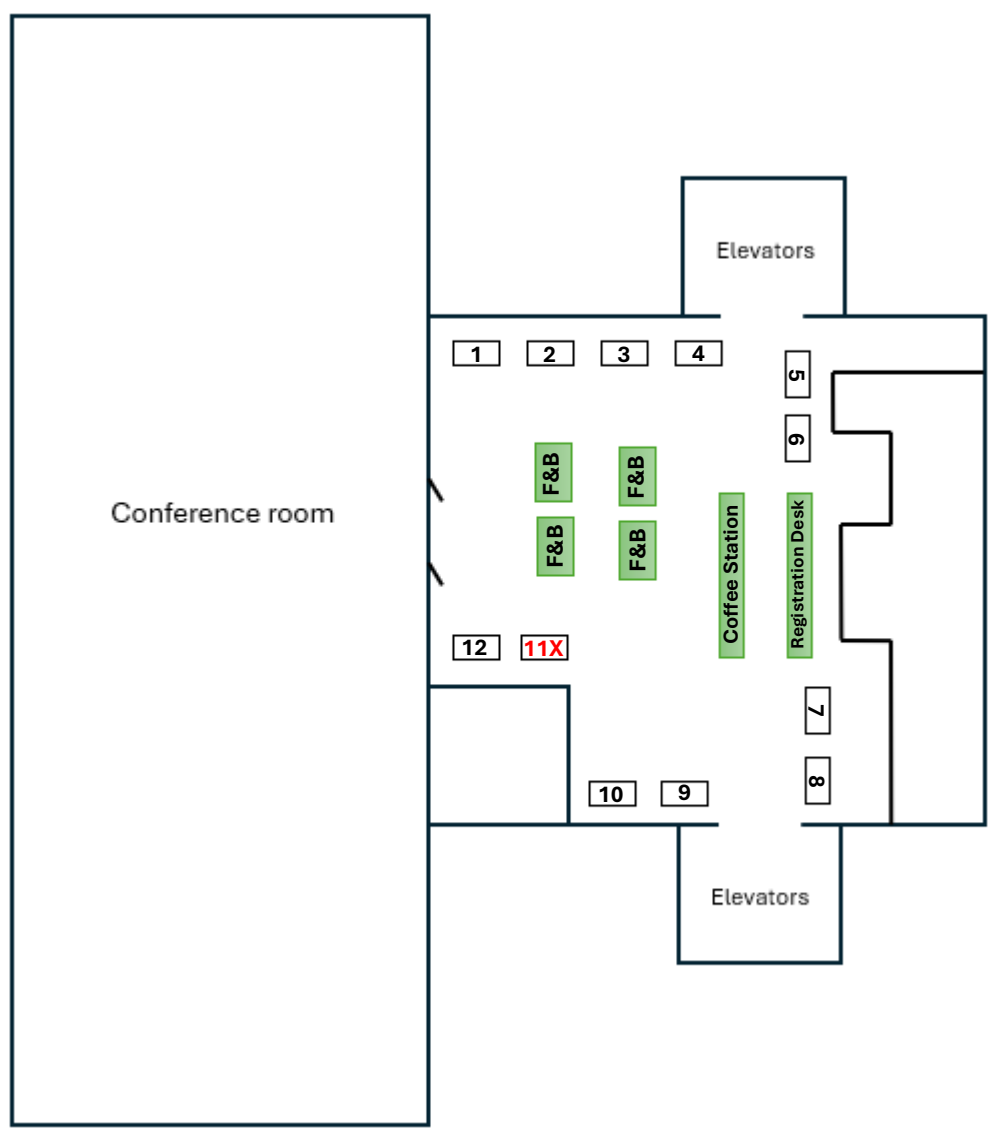 Elevators
1
2
3
4
5
6
F&B
F&B
F&B
F&B
Conference room
Coffee Station
Registration Desk
12
11X
7
8
10
9
Elevators